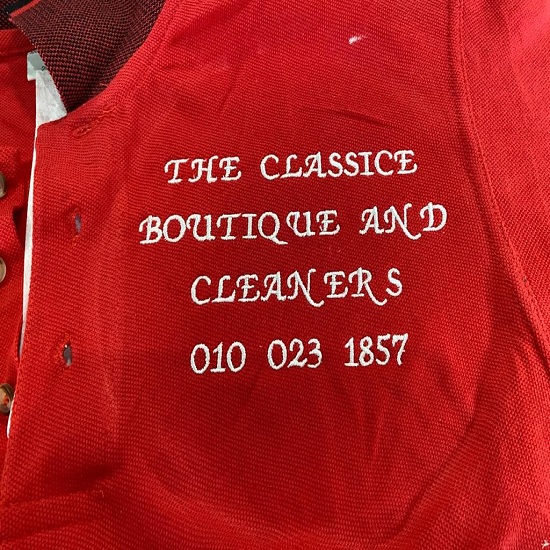 THE CLASSICE
BOUTIQUE AND
CLEANERS
010 023 1857